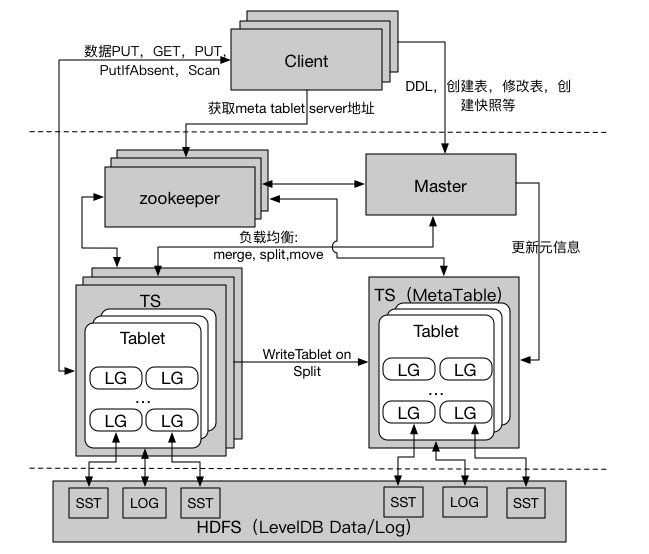 数据PUT，GET，PUT，
PutIfAbsent，Scan
Client
DDL，创建表，修改表，创
建快照等
获取meta tablet server地址
zookeeper
Master
负载均衡:
merge, split,move
更新元信息
TS
Tablet
LG LG
...
LG LG
WriteTablet on
Split
TS（MetaTable）
Tablet
LG LG
...
LG LG
SST LOG SST
SST LOG SST
HDFS（LevelDB Data/Log）